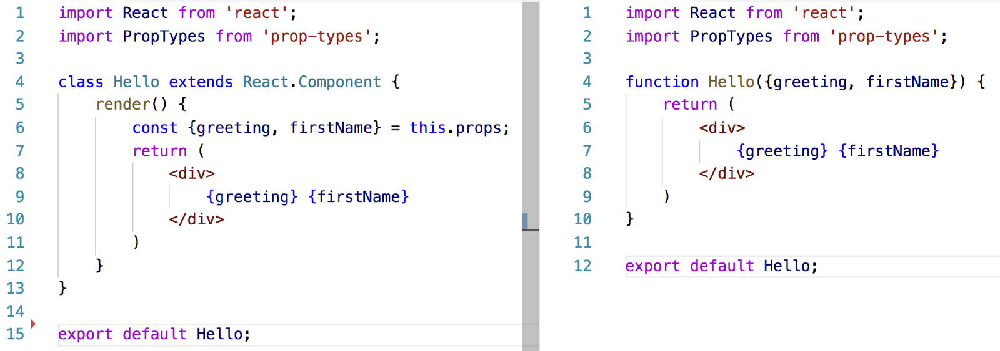 1 import React from 'react';
2 import PropTypes from 'prop-types';
3
4 class Hello extends React.Component {
5 render() {
6 const {greeting, firstName} = this.props;
7 return (
8 <div>
9 {greeting} {firstName}
10 </div>
11 )
12 }
13 }
14
15 export default Hello;
1 import React from 'react';
2 import PropTypes from 'prop-types';
3
4 function Hello({greeting, firstName}) {
5 return (
6 <div>
7 {greeting} {firstName}
8 </div>
9 )
10 }
11
12 export default Hello;